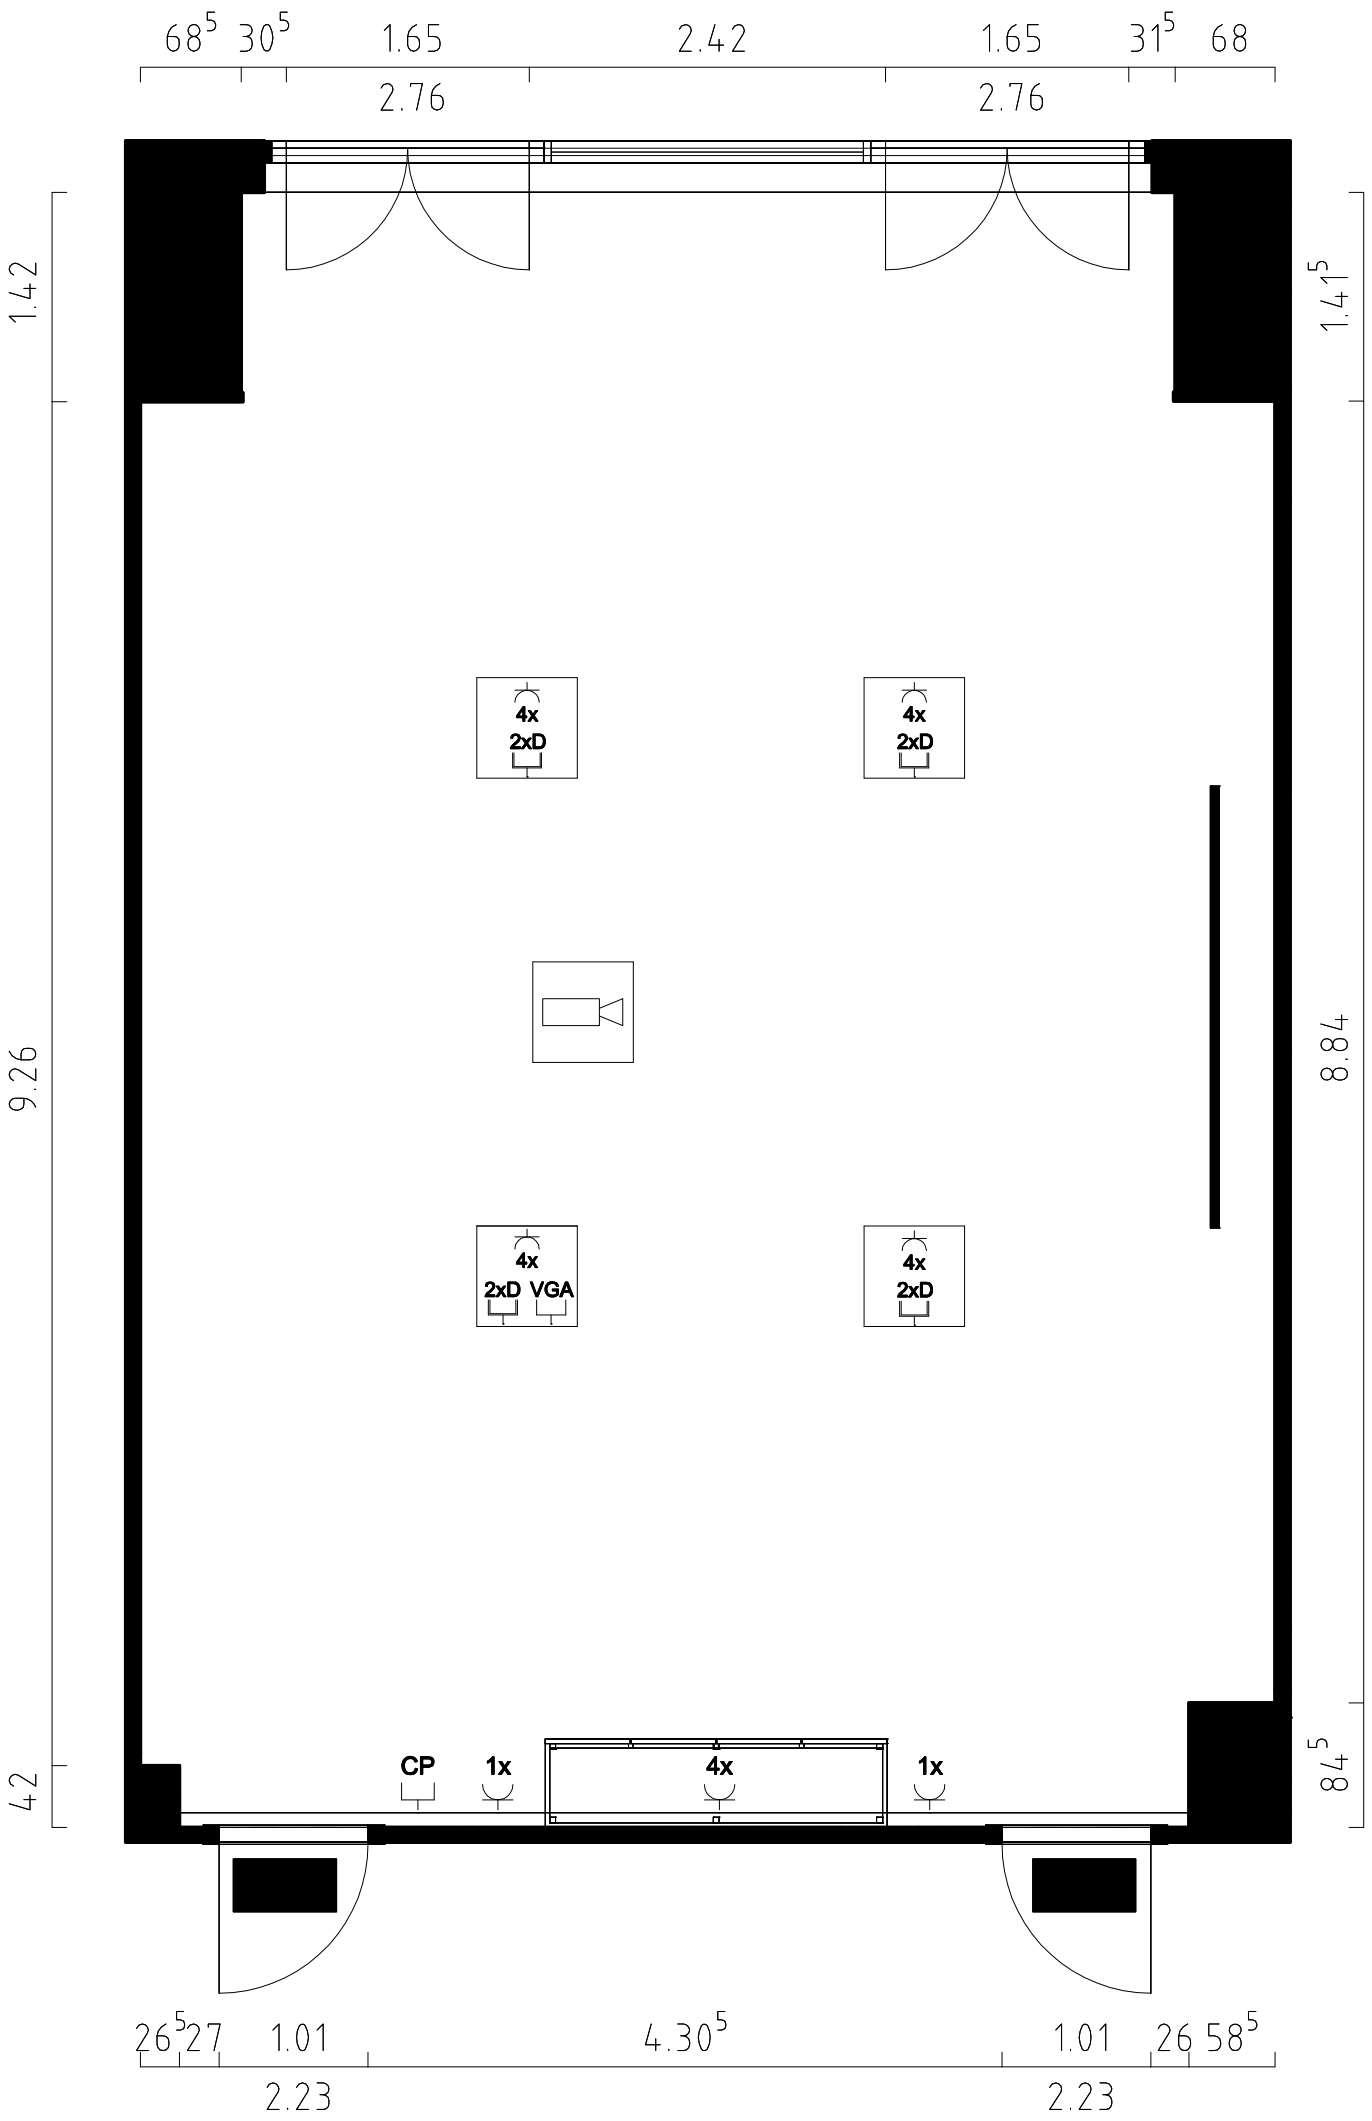 68⁵ 30⁵ 1.65 2.42 1.65 31⁵ 68
2.76 2.76
1.42 1.41⁵
4x 4x
2xD 2xD
9.26 8.84
4x 4x
2xD VGA 2xD
CP 1x 4x 1x
42 84⁵
26⁵ 27 1.01 4.30⁵ 1.01 26 58⁵
2.23 2.23